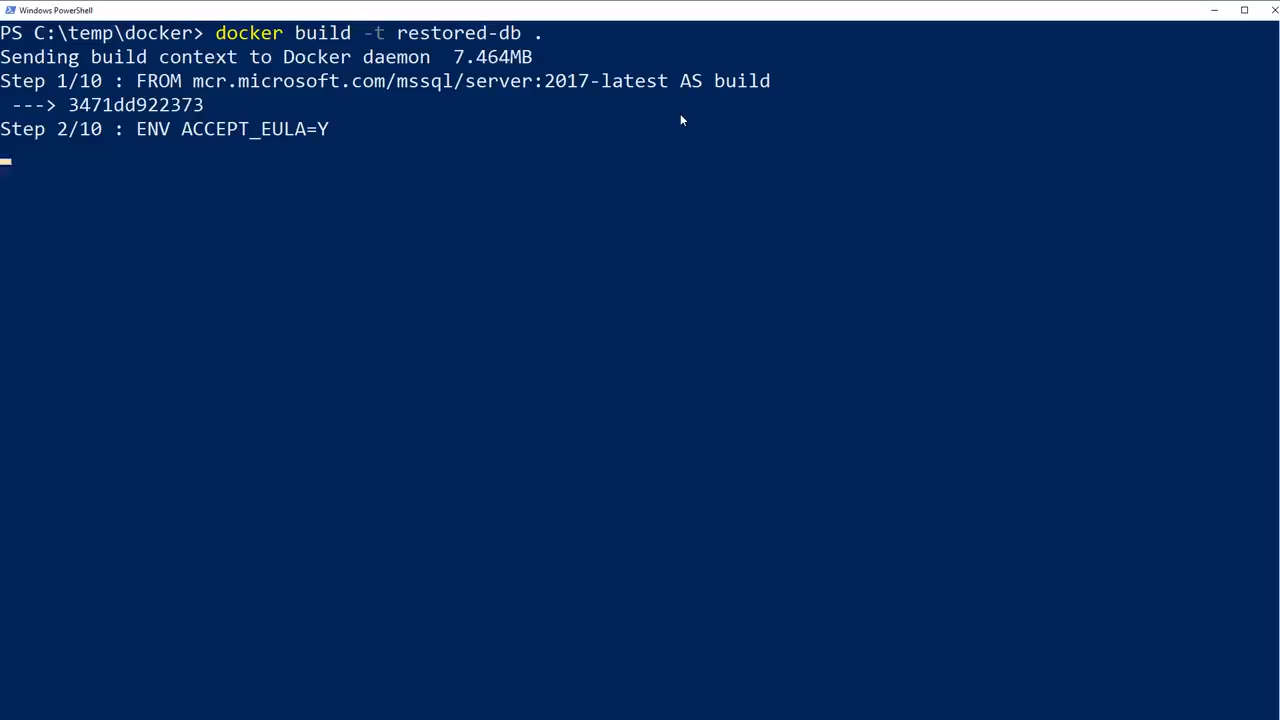 Windows PowerShell
PS C:\temp\docker> docker build -t restored-db .
Sending build context to Docker daemon  7.464MB
Step 1/10 : FROM mcr.microsoft.com/mssql/server:2017-latest AS build
 ---> 3471dd922373
Step 2/10 : ENV ACCEPT_EULA=Y